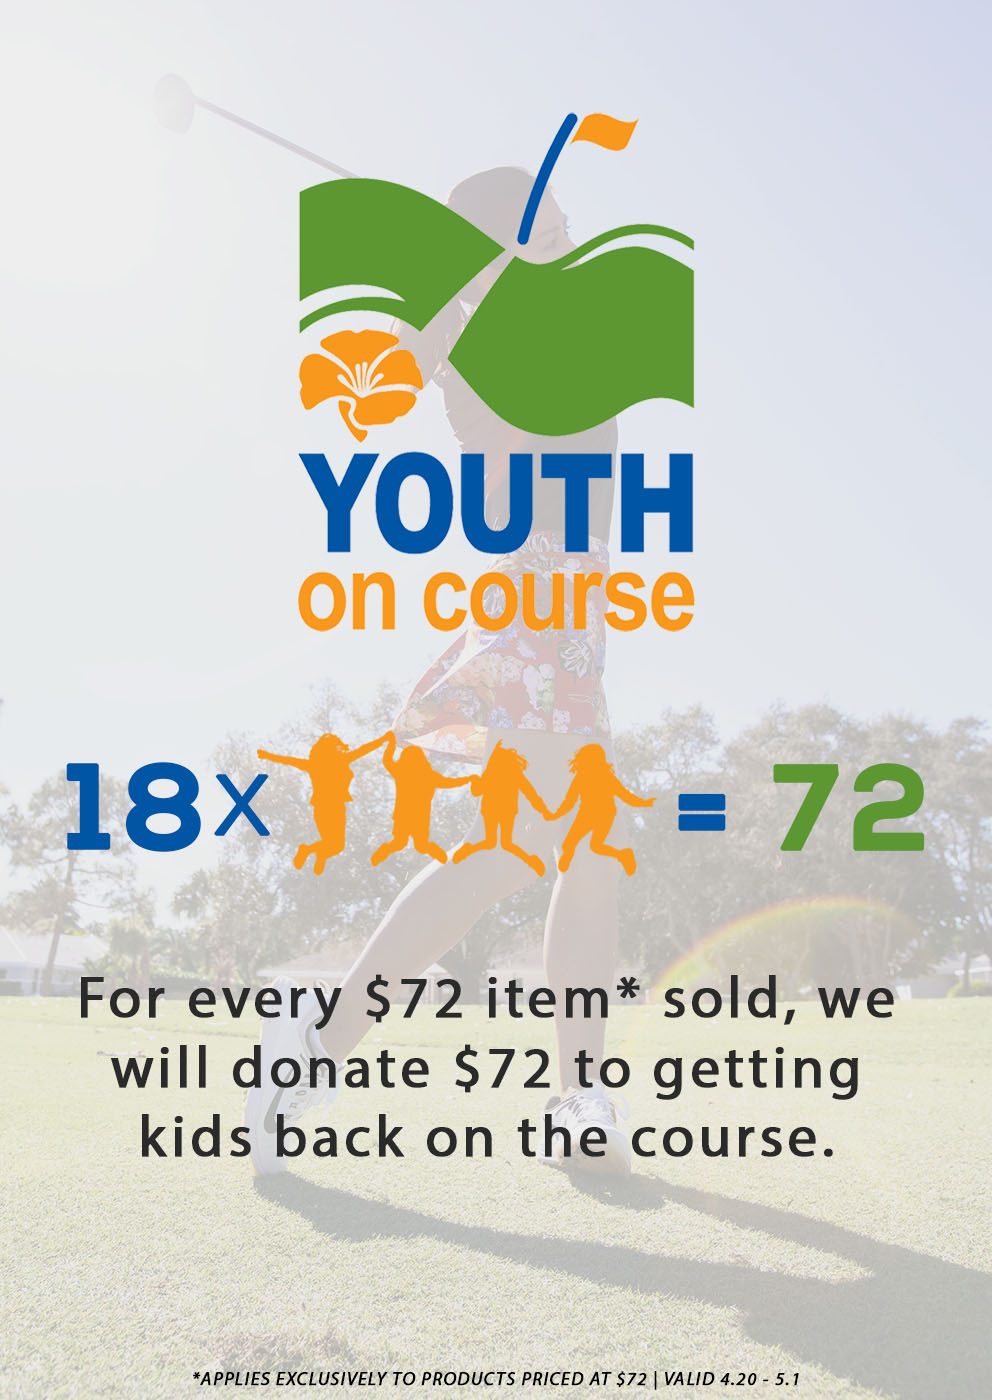 YOUTH
on course
18x = 72
For every $72 item* sold, we
will donate $72 to getting
kids back on the course.
*APPLIES EXCLUSIVELY TO PRODUCTS PRICED AT $72 | VALID 4.20 - 5.1